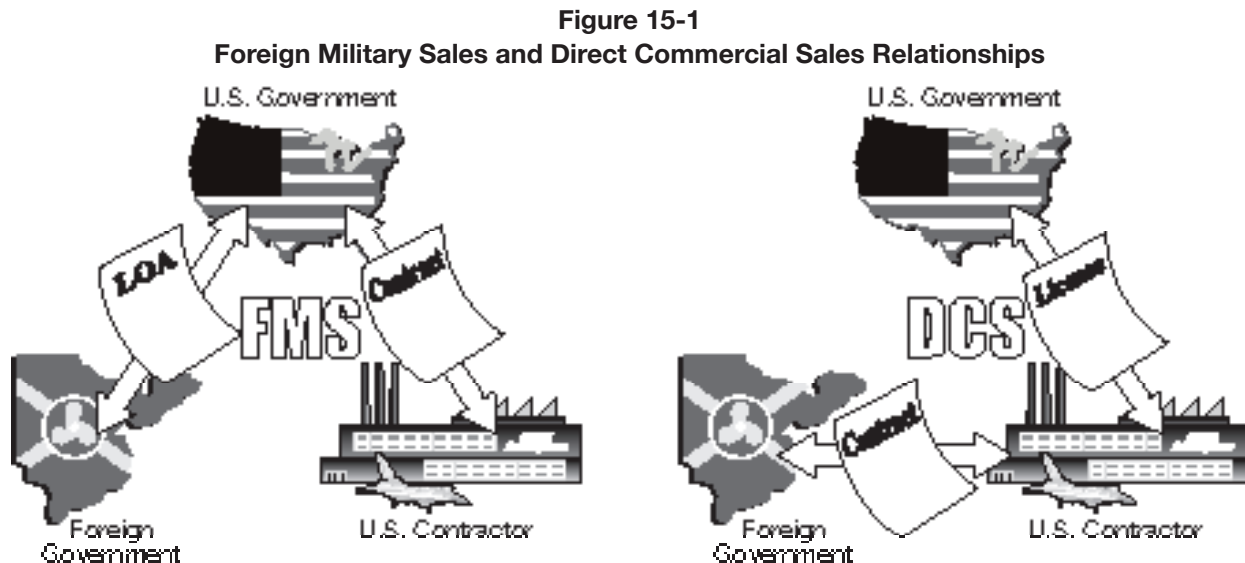 Figure 15-1
Foreign Military Sales and Direct Commercial Sales Relationships
U.S. Government
LOA
Contract
FMS
Foreign
Government
U.S. Contractor
U.S. Government
License
DCS
Contract
Foreign
Government
U.S. Contractor